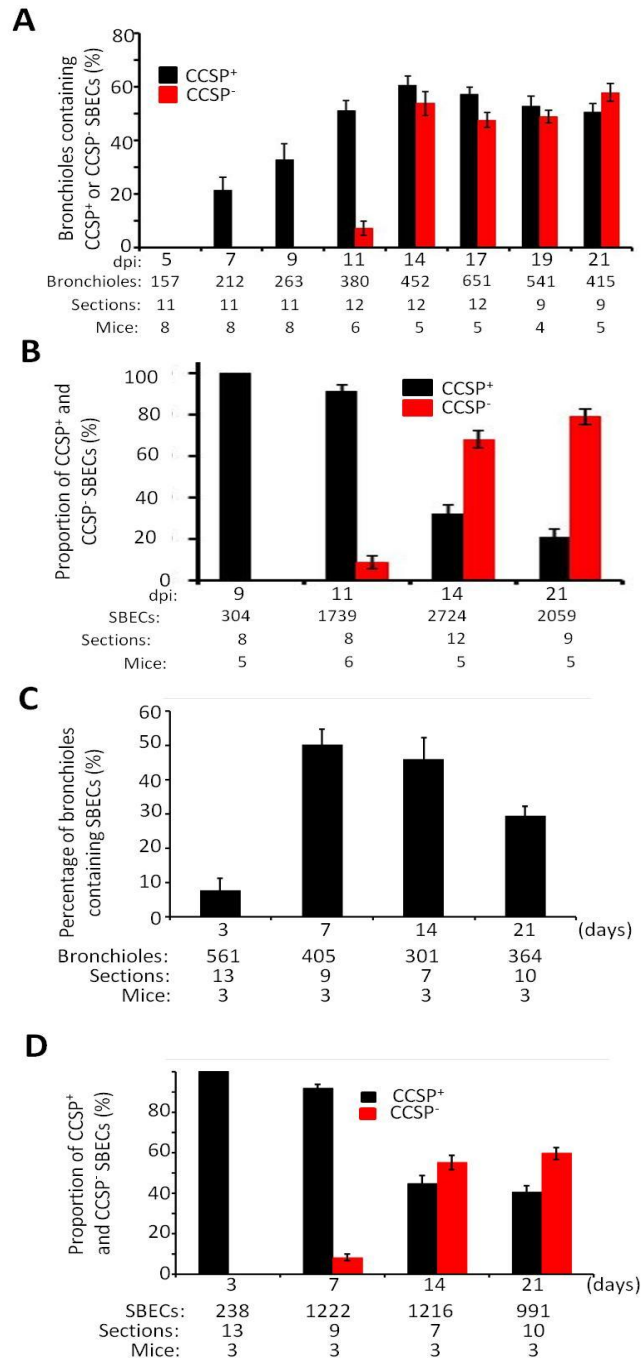 A
Bronchioles containing
CCSP⁺ or CCSP⁻ SBECs (%)
80
60
40
20
0
CCSP⁺
CCSP⁻
dpi: 5 7 9 11 14 17 19 21
Bronchioles: 157 212 263 380 452 651 541 415
Sections: 11 11 11 12 12 12 9 9
Mice: 8 8 8 6 5 5 4 5
B
Proportion of CCSP⁺ and
CCSP⁻ SBECs (%)
100
80
60
40
20
0
CCSP⁺
CCSP⁻
dpi: 9 11 14 21
SBECs: 304 1739 2724 2059
Sections: 8 8 12 9
Mice: 5 6 5 5
C
Percentage of bronchioles
containing SBECs (%)
60
50
40
30
20
10
0
3 7 14 21 (days)
Bronchioles: 561 405 301 364
Sections: 13 9 7 10
Mice: 3 3 3 3
D
Proportion of CCSP⁺
and CCSP⁻ SBECs (%)
80
60
40
20
0
CCSP⁺
CCSP⁻
3 7 14 21 (days)
SBECs: 238 1222 1216 991
Sections: 13 9 7 10
Mice: 3 3 3 3